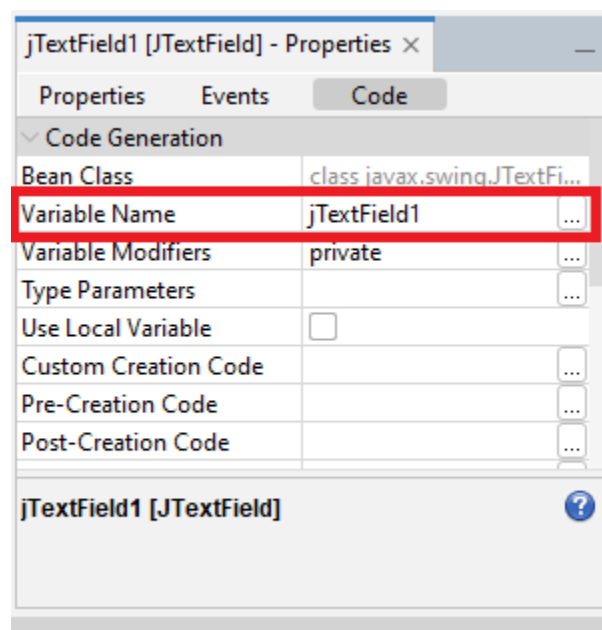 jTextField1 [JTextField] - Properties ×
Properties Events Code
Code Generation
Bean Class class javax.swing.JTextFi...
Variable Name jTextField1 ...
Variable Modifiers private ...
Type Parameters ...
Use Local Variable
Custom Creation Code ...
Pre-Creation Code ...
Post-Creation Code ...
jTextField1 [JTextField] ?